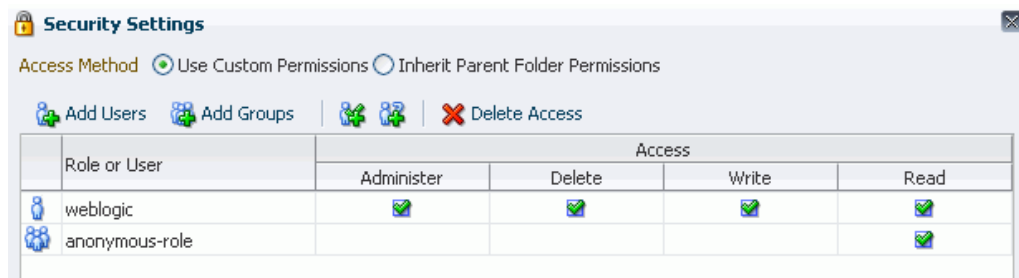 Security Settings
Access Method Use Custom Permissions Inherit Parent Folder Permissions
Add Users Add Groups Delete Access
Role or User Access
Administer Delete Write Read
weblogic
anonymous-role